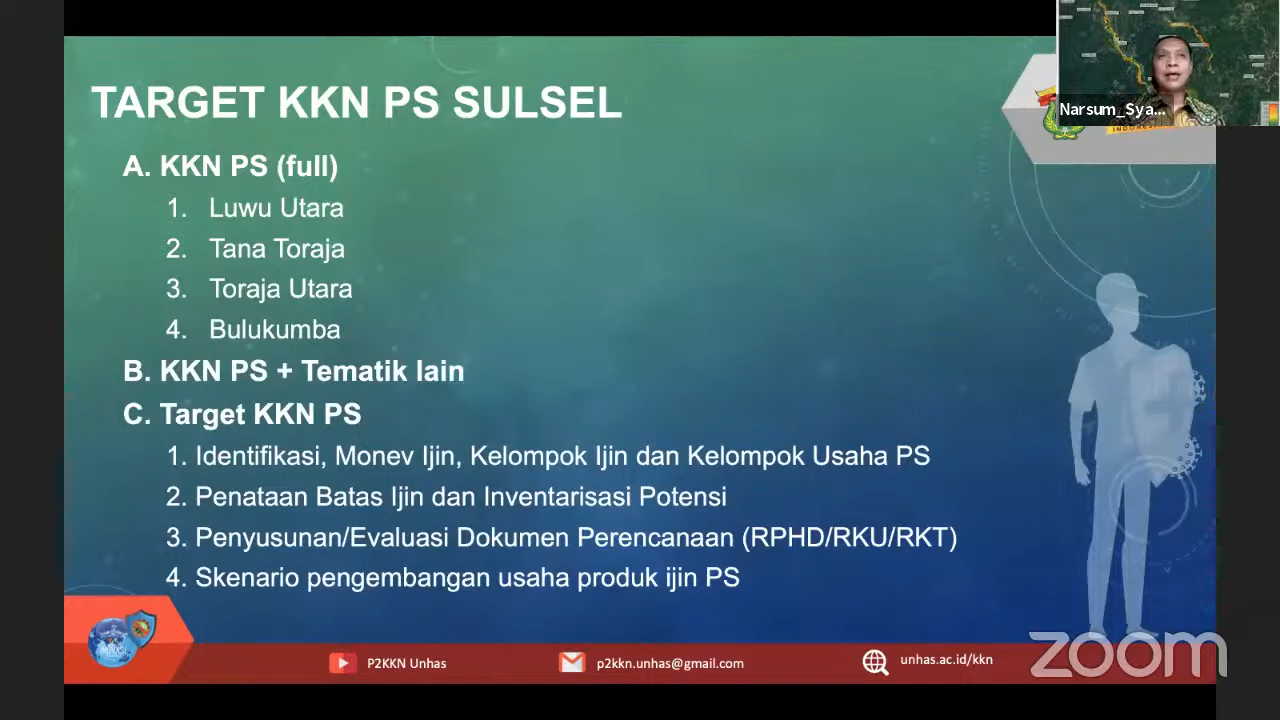 TARGET KKN PS SULSEL
A. KKN PS (full)
1. Luwu Utara
2. Tana Toraja
3. Toraja Utara
4. Bulukumba
B. KKN PS + Tematik lain
C. Target KKN PS
1. Identifikasi, Monev Ijin, Kelompok Ijin dan Kelompok Usaha PS
2. Penataan Batas Ijin dan Inventarisasi Potensi
3. Penyusunan/Evaluasi Dokumen Perencanaan (RPHD/RKU/RKT)
4. Skenario pengembangan usaha produk ijin PS
Narsum_Sya...
P2KKN Unhas
p2kkn.unhas@gmail.com
unhas.ac.id/kkn
zoom